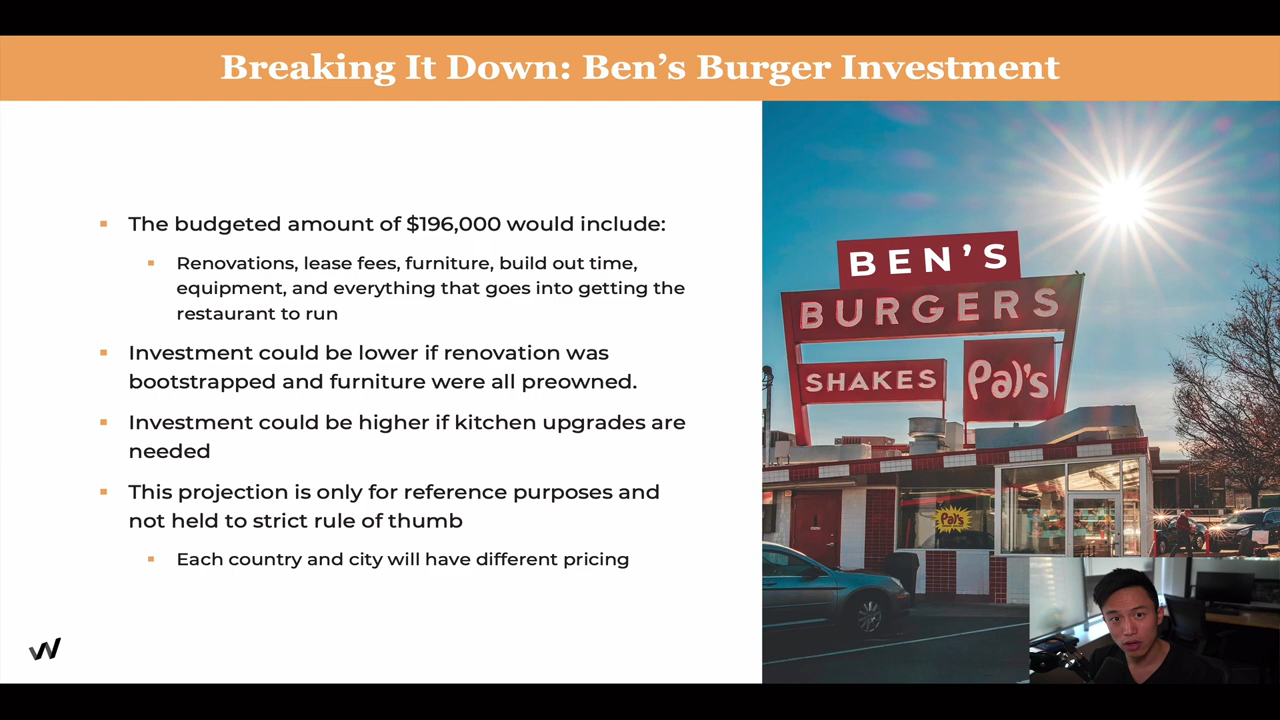 Breaking It Down: Ben's Burger Investment
The budgeted amount of $196,000 would include:
Renovations, lease fees, furniture, build out time,
equipment, and everything that goes into getting the
restaurant to run
Investment could be lower if renovation was
bootstrapped and furniture were all preowned.
Investment could be higher if kitchen upgrades are
needed
This projection is only for reference purposes and
not held to strict rule of thumb
Each country and city will have different pricing
BEN'S
BURGERS
SHAKES
Pal's
Pal's
W